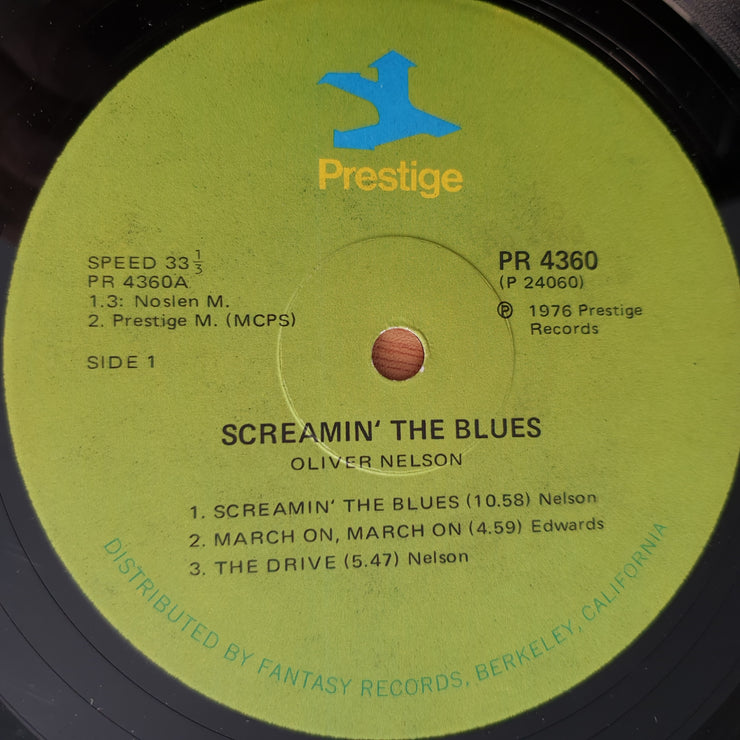 Prestige
SPEED 33 1/3
PR 4360A
1.3: Noslen M.
2. Prestige M. (MCPS)
SIDE 1
PR 4360
(P 24060)
℗ 1976 Prestige
Records
SCREAMIN' THE BLUES
OLIVER NELSON
1. SCREAMIN' THE BLUES (10.58) Nelson
2. MARCH ON, MARCH ON (4.59) Edwards
3. THE DRIVE (5.47) Nelson
DISTRIBUTED BY FANTASY RECORDS, BERKELEY, CALIFORNIA